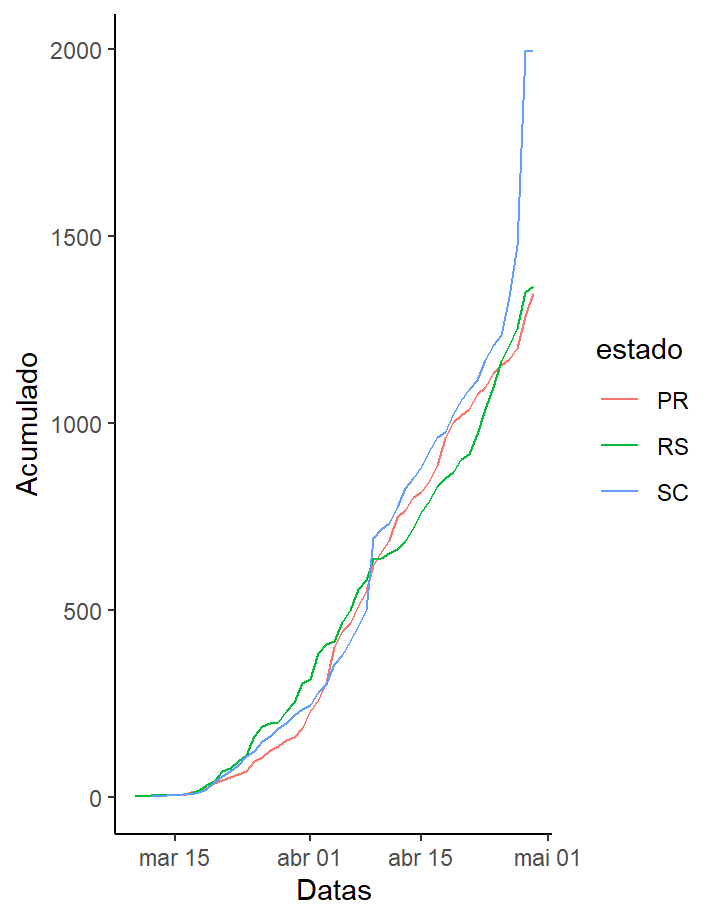 2000
1500
1000
500
0
Acumulado
mar 15
abr 01
abr 15
mai 01
Datas
estado
PR
RS
SC